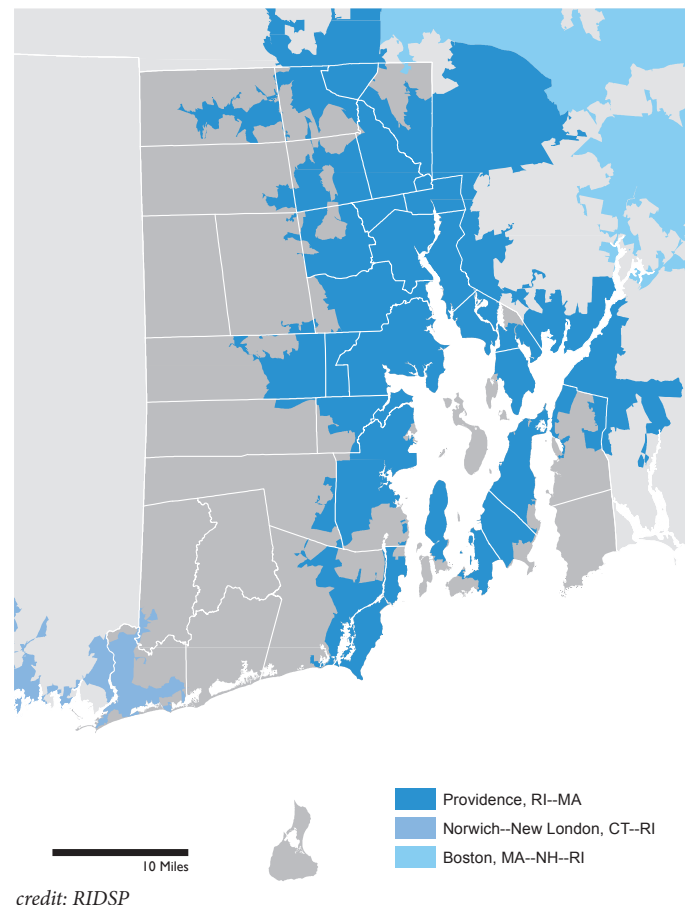 Providence, RI--MA
Norwich--New London, CT--RI
Boston, MA--NH--RI
10 Miles
credit: RIDSP